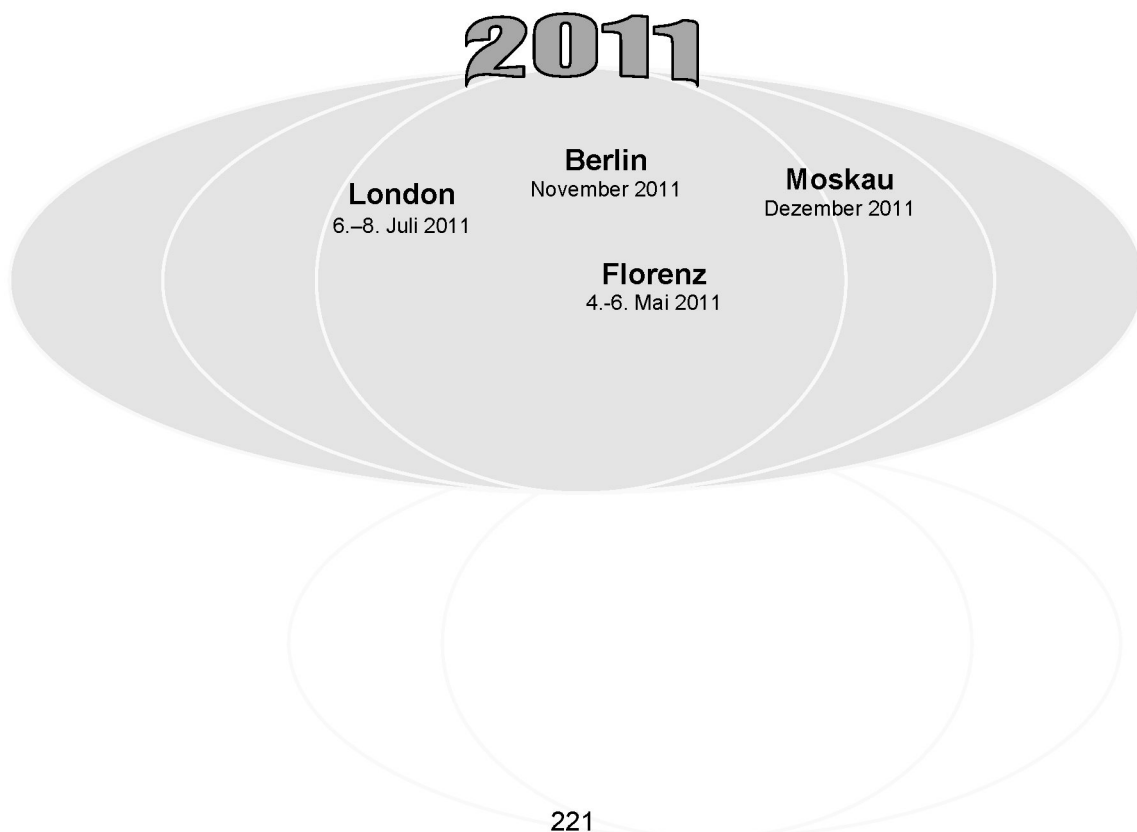 2011
Berlin
November 2011
Moskau
Dezember 2011
London
6.–8. Juli 2011
Florenz
4.-6. Mai 2011
221